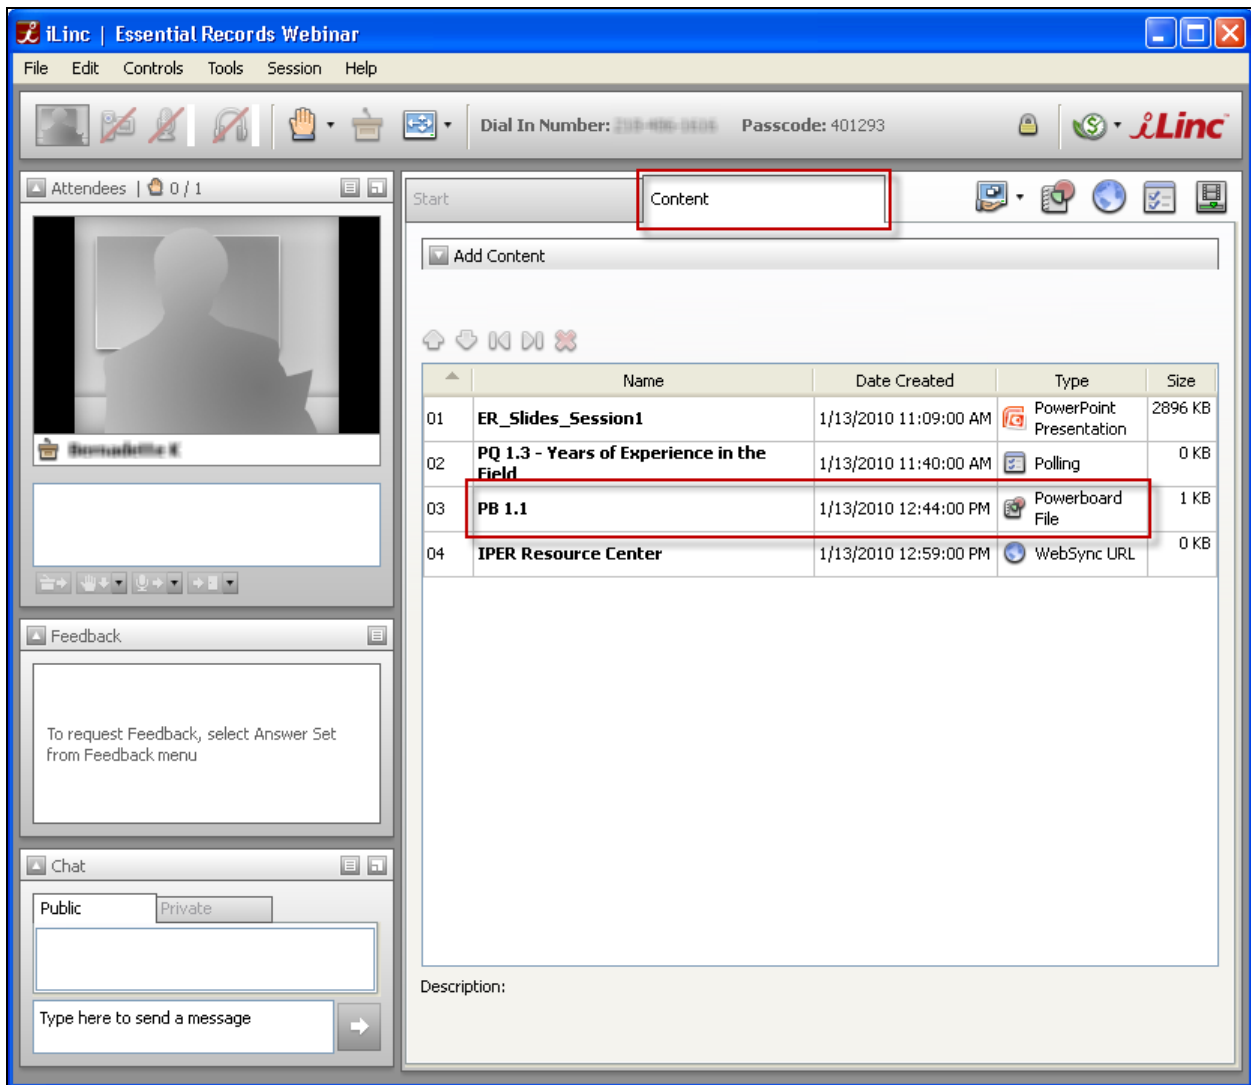 iLinc | Essential Records Webinar
File Edit Controls Tools Session Help
Dial In Number: Passcode: 401293
iLinc
Attendees | 0 / 1
Start
Content
Add Content
Name Date Created Type Size
01 ER_Slides_Session1 1/13/2010 11:09:00 AM PowerPoint Presentation 2896 KB
02 PQ 1.3 - Years of Experience in the Field 1/13/2010 11:40:00 AM Polling 0 KB
03 PB 1.1 1/13/2010 12:44:00 PM Powerboard File 1 KB
04 IPER Resource Center 1/13/2010 12:59:00 PM WebSync URL 0 KB
Feedback
To request Feedback, select Answer Set
from Feedback menu
Chat
Public Private
Type here to send a message
Description: